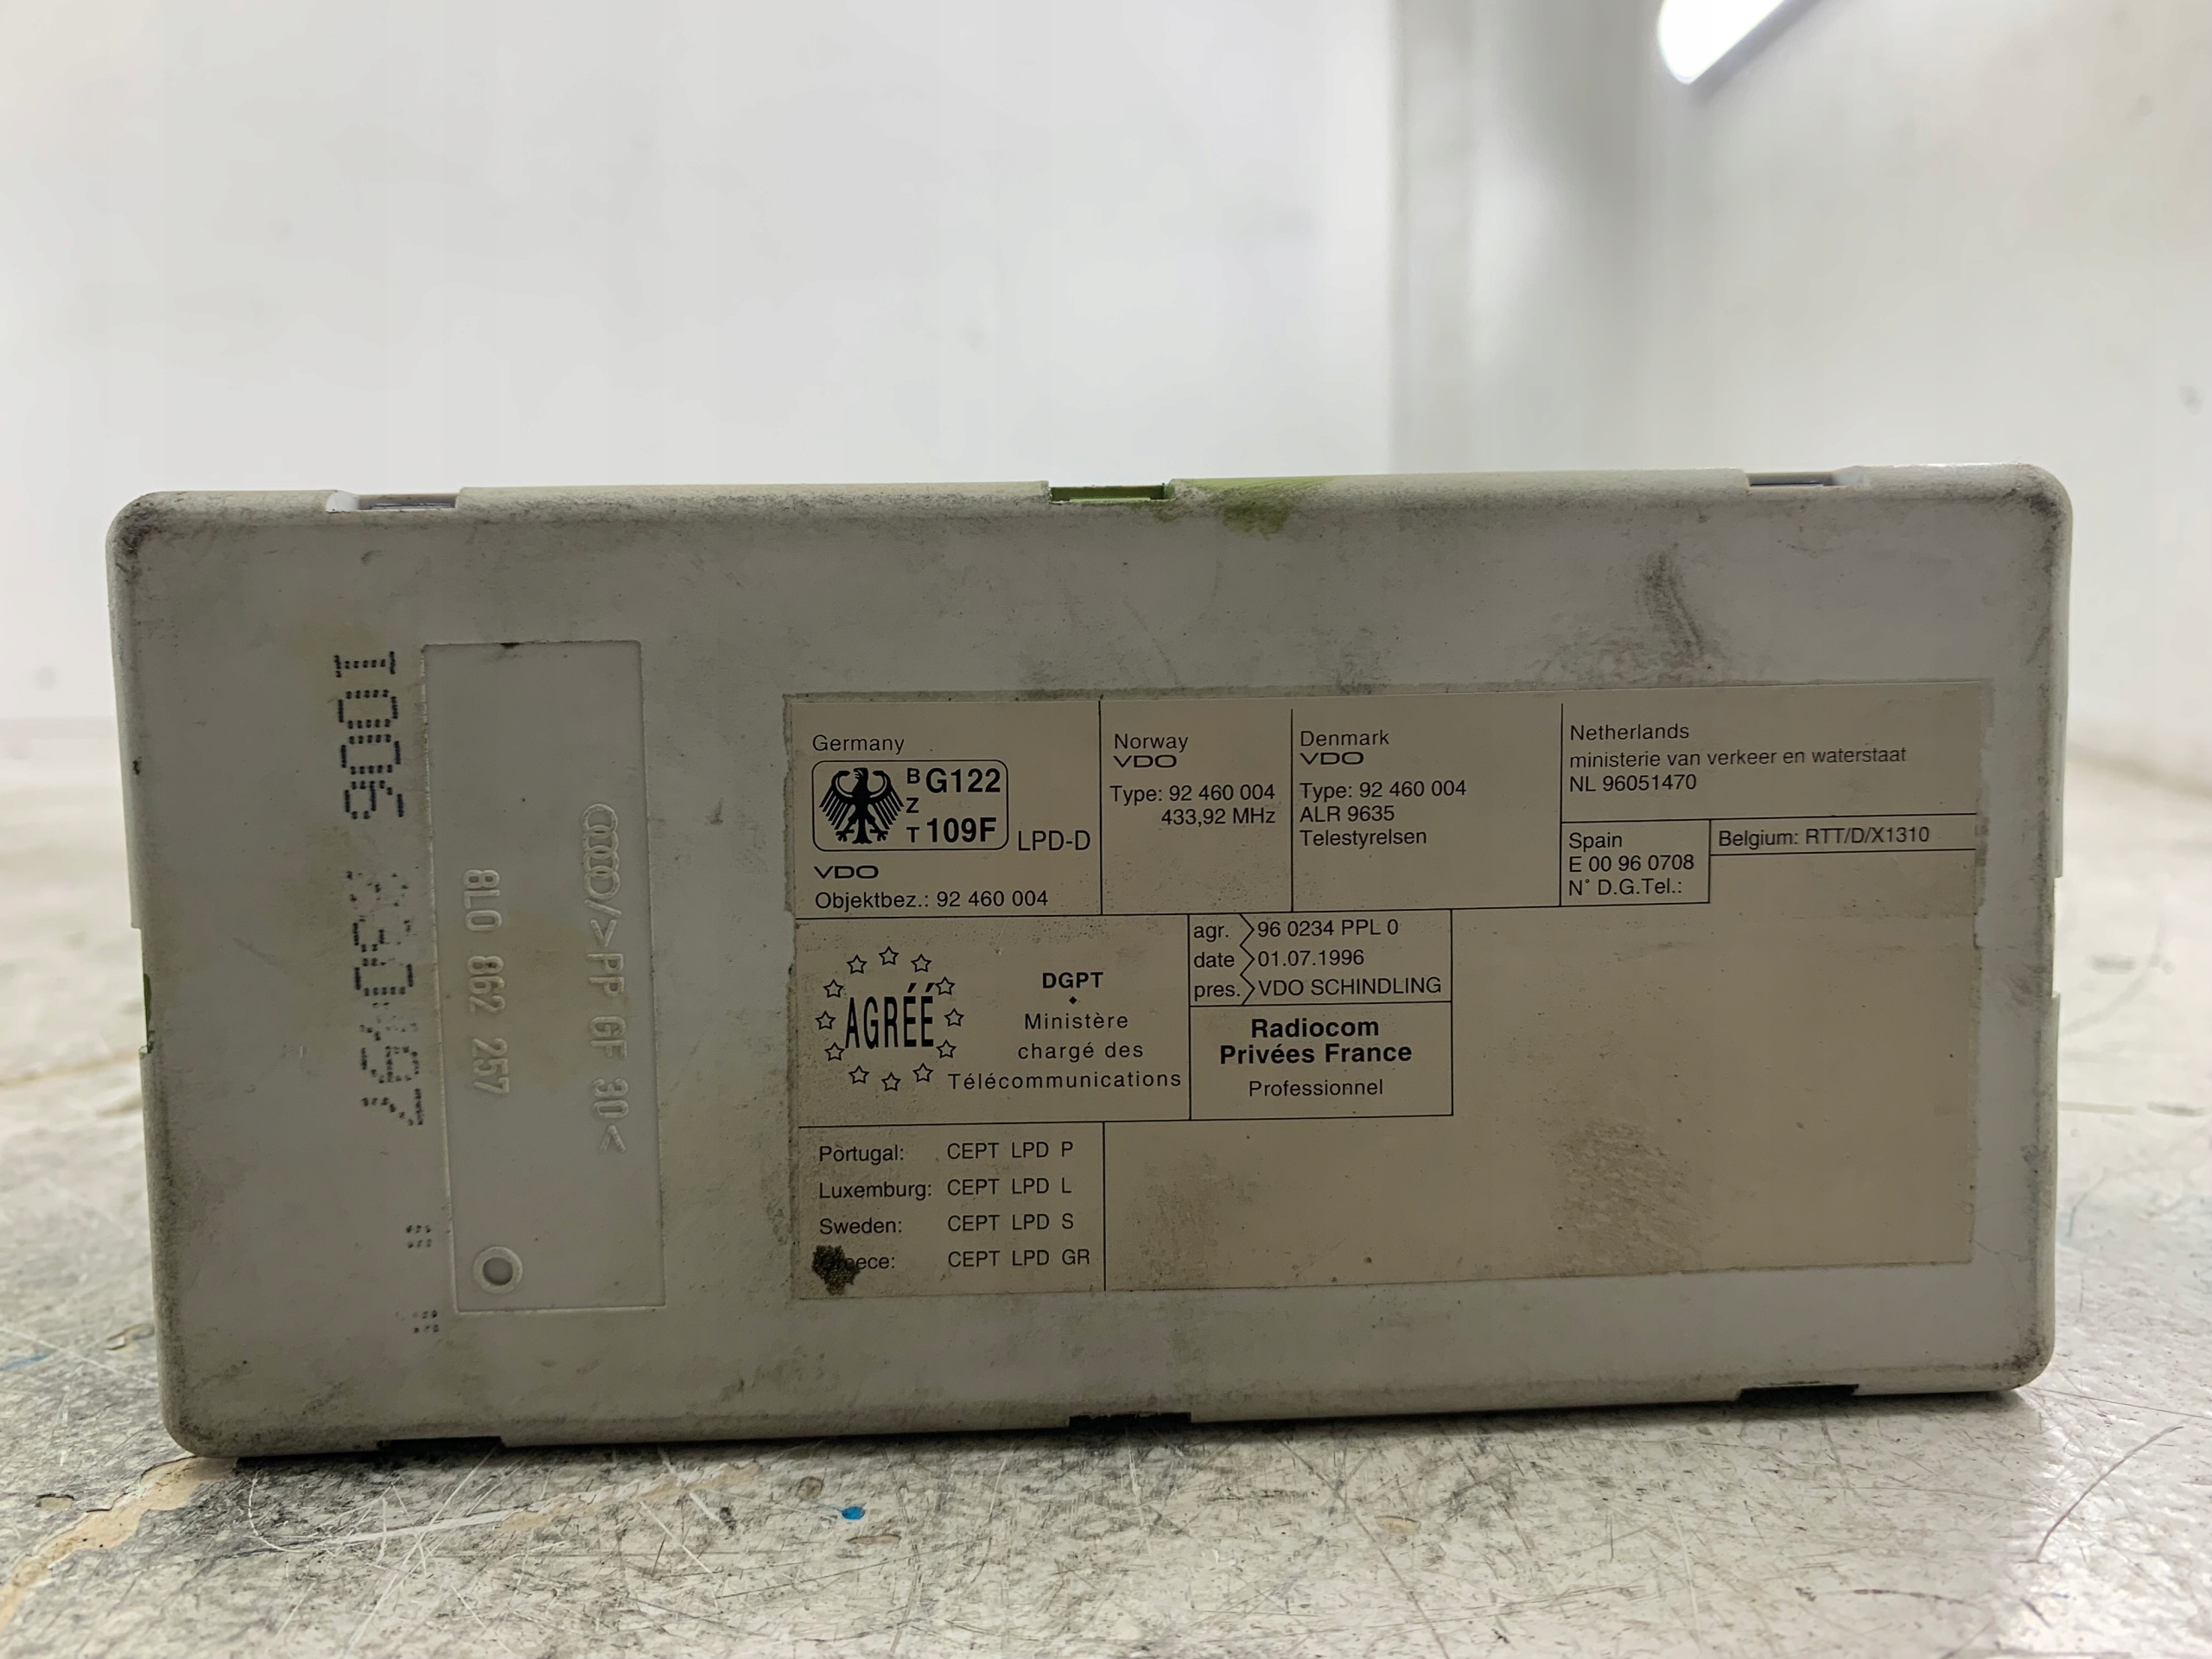 8L0 862 257
>PP GF 30<
Germany
BZT G122 109F LPD-D
VDO
Objektbez.: 92 460 004
Norway
VDO
Type: 92 460 004
433,92 MHz
Denmark
VDO
Type: 92 460 004
ALR 9635
Telestyrelsen
Netherlands
ministerie van verkeer en waterstaat
NL 96051470
Spain
E 00 96 0708
N° D.G.Tel.:
Belgium: RTT/D/X1310
AGRÉÉ
DGPT
Ministère
chargé des
Télécommunications
agr. 96 0234 PPL 0
date 01.07.1996
pres. VDO SCHINDLING
Radiocom
Privées France
Professionnel
Portugal: CEPT LPD P
Luxemburg: CEPT LPD L
Sweden: CEPT LPD S
CEPT LPD GR